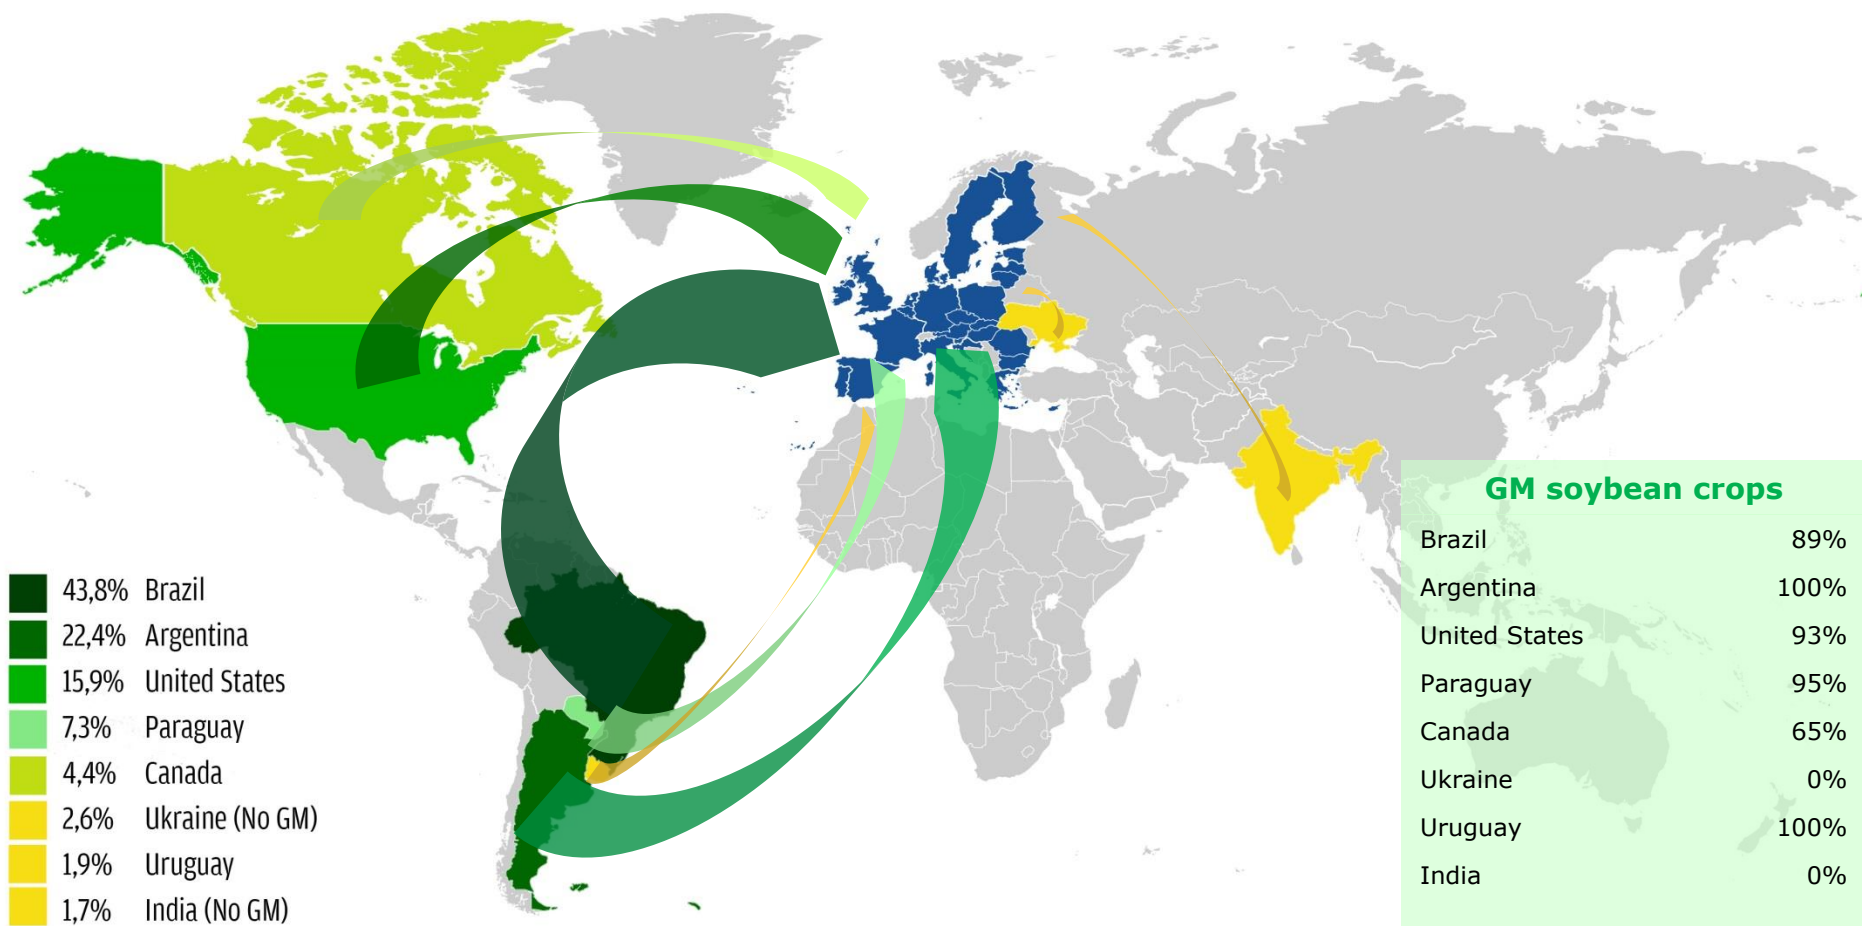 43,8% Brazil
22,4% Argentina
15,9% United States
7,3% Paraguay
4,4% Canada
2,6% Ukraine (No GM)
1,9% Uruguay
1,7% India (No GM)
GM soybean crops
Brazil 89%
Argentina 100%
United States 93%
Paraguay 95%
Canada 65%
Ukraine 0%
Uruguay 100%
India 0%